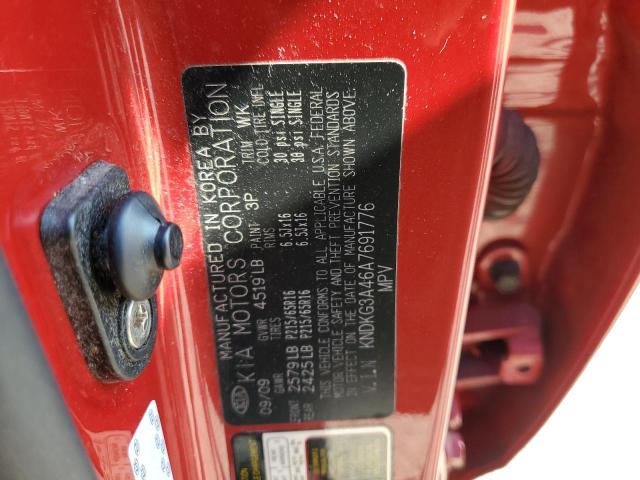 MANUFACTURED IN KOREA BY
KIA KIA MOTORS CORPORATION
09/09 GVWR 4519LB PAINT 3P TRIM WK
GAWR TIRES RIMS COLD TIRE INFL
FRONT 2579LB P215/65R16 6.5Jx16 30 psi SINGLE
REAR 2425LB P215/65R16 6.5Jx16 30 psi SINGLE
THIS VEHICLE CONFORMS TO ALL APPLICABLE U.S.A. FEDERAL
MOTOR VEHICLE SAFETY AND THEFT PREVENTION STANDARDS
IN EFFECT ON THE DATE OF MANUFACTURE SHOWN ABOVE.
V.I.N KNDKG3A46A7691776
MPV